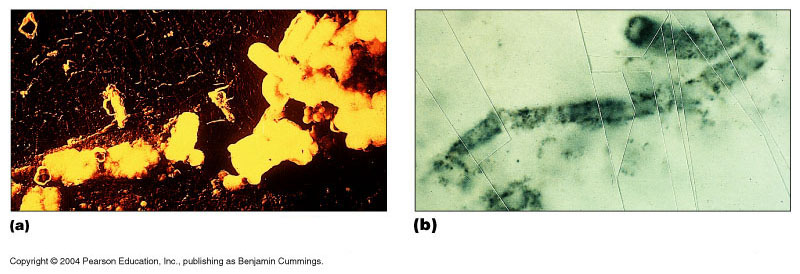 (a)
(b)
Copyright © 2004 Pearson Education, Inc., publishing as Benjamin Cummings.